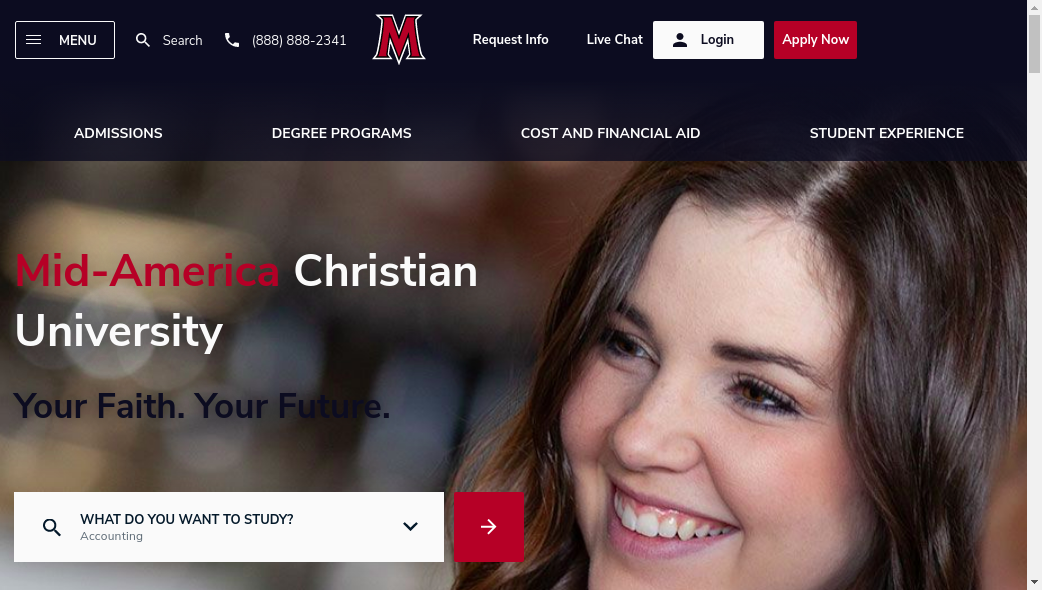 MENU
Search
(888) 888-2341
M
Request Info
Live Chat
Login
Apply Now
ADMISSIONS
DEGREE PROGRAMS
COST AND FINANCIAL AID
STUDENT EXPERIENCE
Mid-America Christian
University
Your Faith. Your Future.
WHAT DO YOU WANT TO STUDY?
Accounting